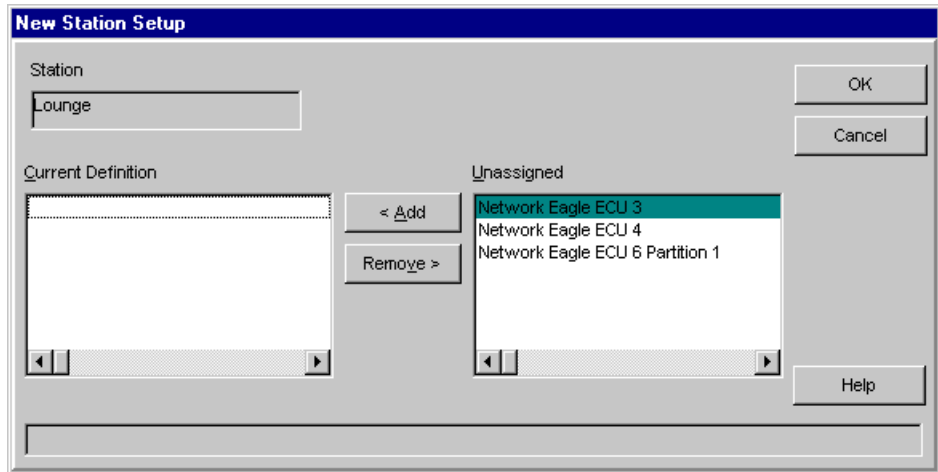 New Station Setup
Station
Lounge
OK
Cancel
Current Definition
Unassigned
< Add
Remove >
Network Eagle ECU 3
Network Eagle ECU 4
Network Eagle ECU 6 Partition 1
Help